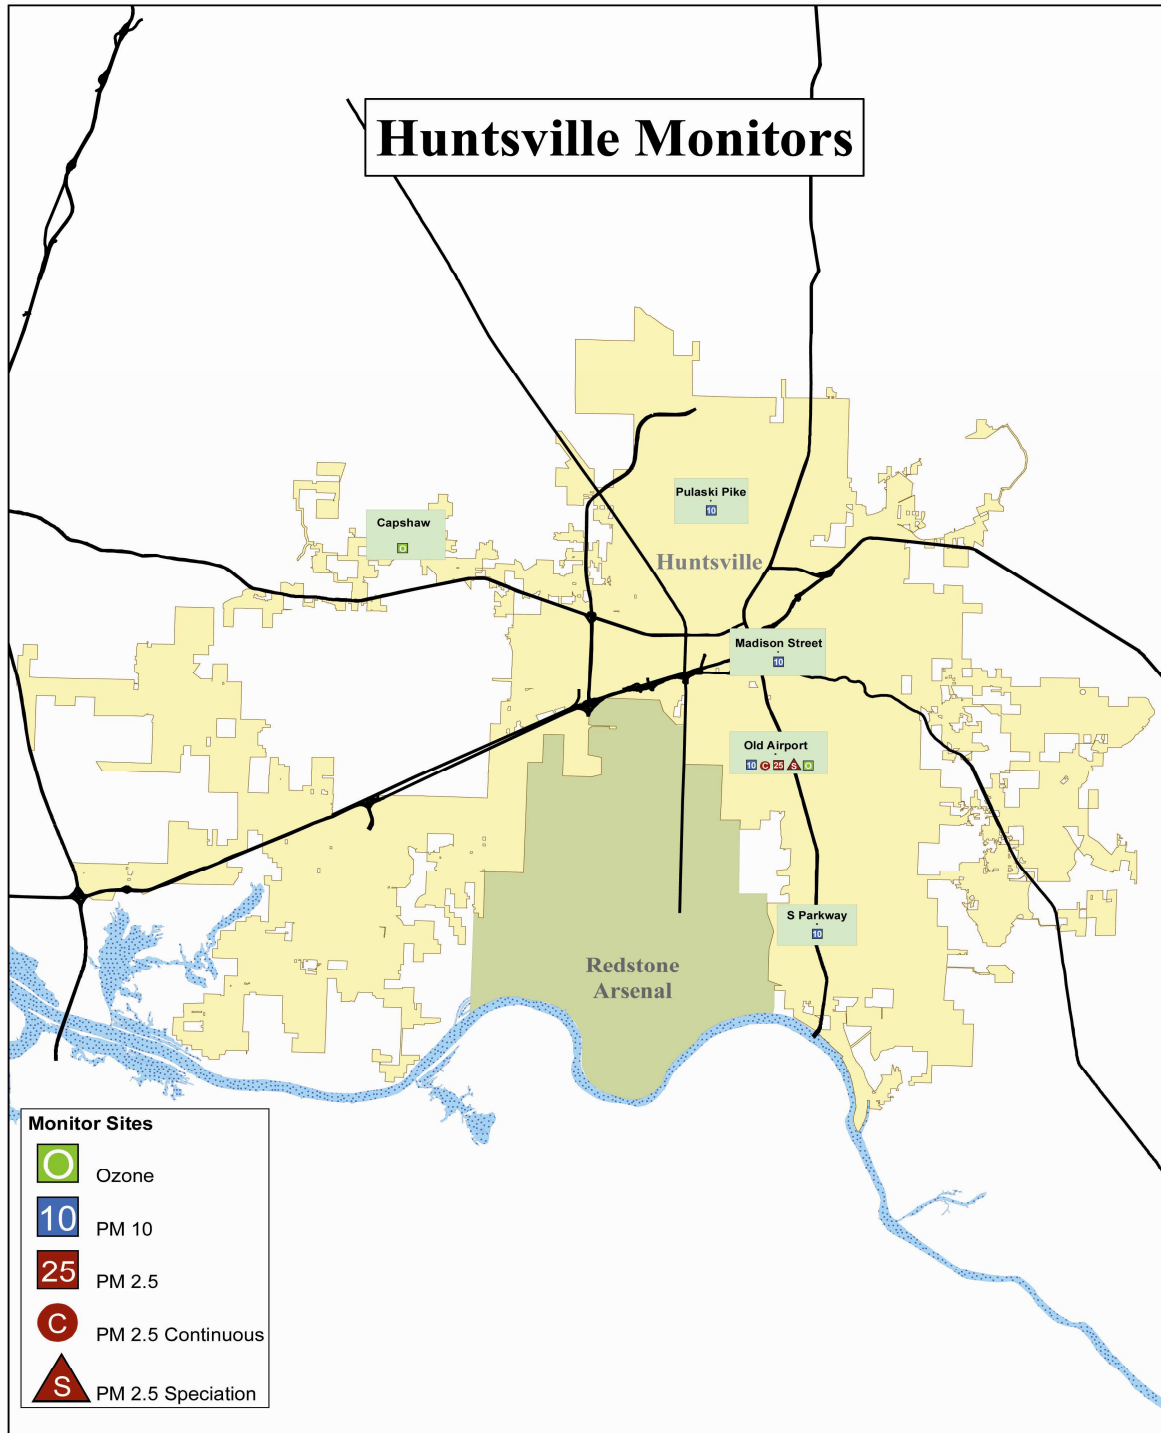 Huntsville Monitors
Pulaski Pike
10
Capshaw
O
Huntsville
Madison Street
10
Old Airport
10 C 25 S O
S Parkway
10
Redstone
Arsenal
Monitor Sites
O Ozone
10 PM 10
25 PM 2.5
C PM 2.5 Continuous
S PM 2.5 Speciation